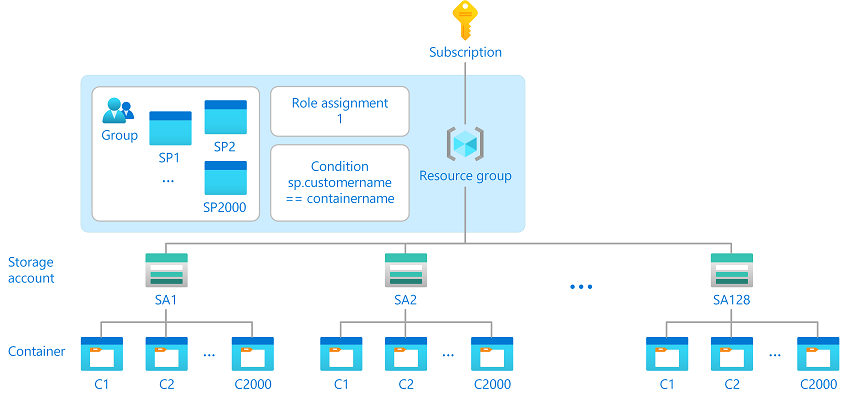 Subscription
Group
SP1
SP2
...
SP2000
Role assignment
1
Condition
sp.customername
== containername
Resource group
Storage
account
SA1
SA2
...
SA128
Container
C1
C2
...
C2000
C1
C2
...
C2000
C1
C2
...
C2000